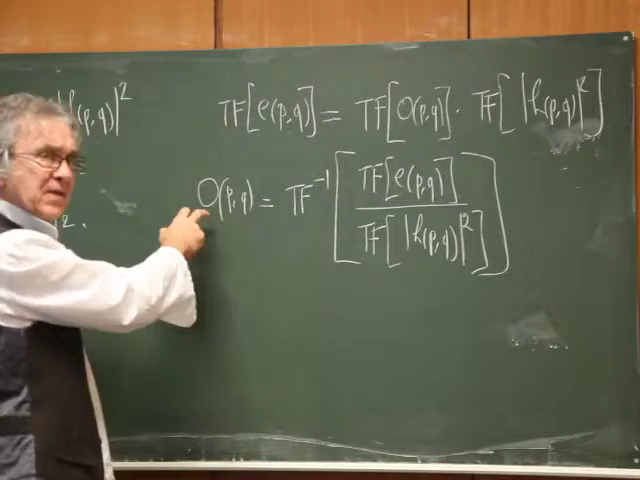 h(p,q)|² TF[e(p,q)] = TF[O(p,q)] · TF[|h(p,q)|²]
O(p,q) = TF⁻¹[TF[e(p,q)] / TF[|h(p,q)|²]]